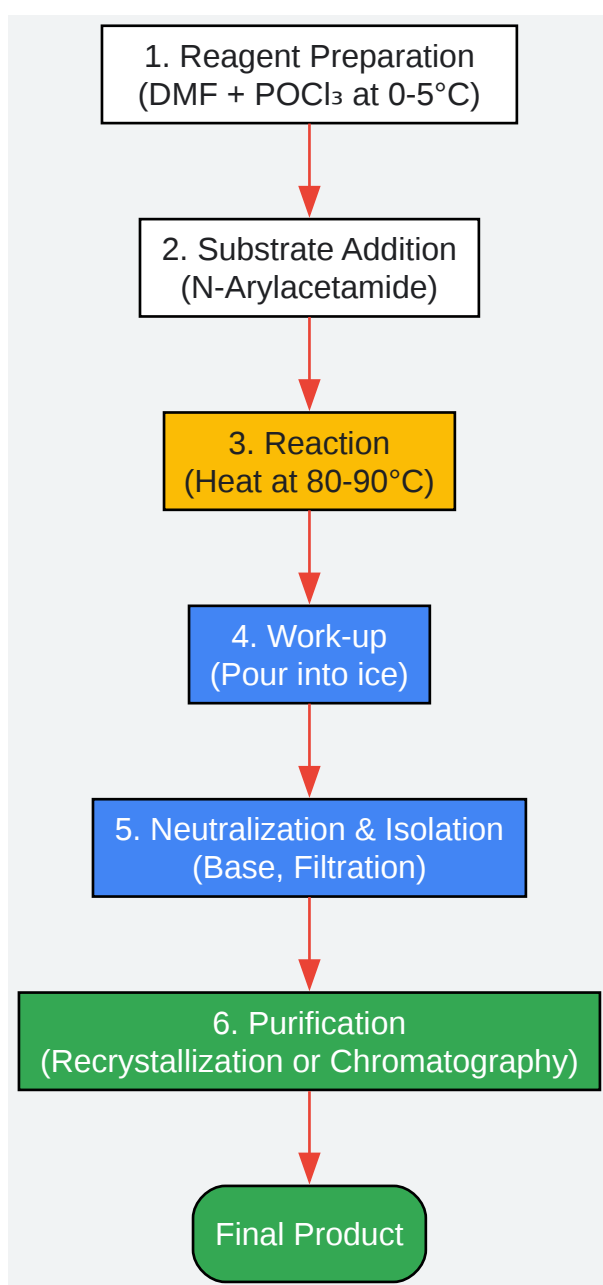 1. Reagent Preparation
(DMF + POCl₃ at 0-5°C)
2. Substrate Addition
(N-Arylacetamide)
3. Reaction
(Heat at 80-90°C)
4. Work-up
(Pour into ice)
5. Neutralization & Isolation
(Base, Filtration)
6. Purification
(Recrystallization or Chromatography)
Final Product